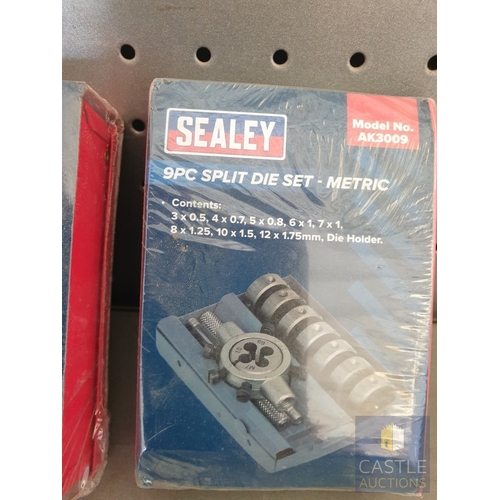 SEALEY
Model No.
AK3009
9PC SPLIT DIE SET - METRIC
• Contents:
3 x 0.5, 4 x 0.7, 5 x 0.8, 6 x 1, 7 x 1,
8 x 1.25, 10 x 1.5, 12 x 1.75mm, Die Holder.
CASTLE
AUCTIONS